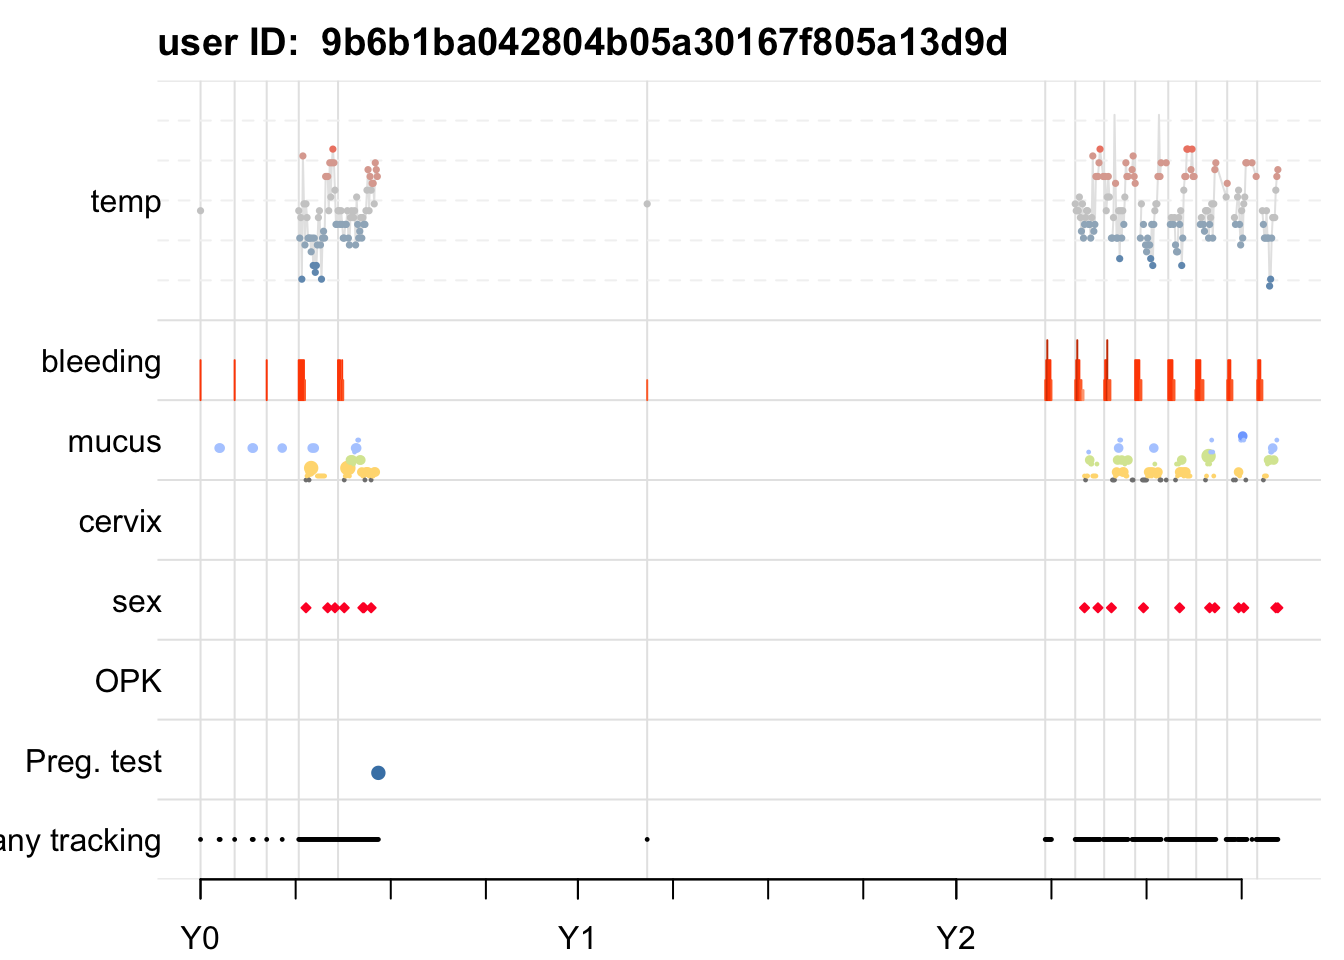 user ID:  9b6b1ba042804b05a30167f805a13d9d
temp
bleeding
mucus
cervix
sex
OPK
Preg. test
any tracking
Y0
Y1
Y2